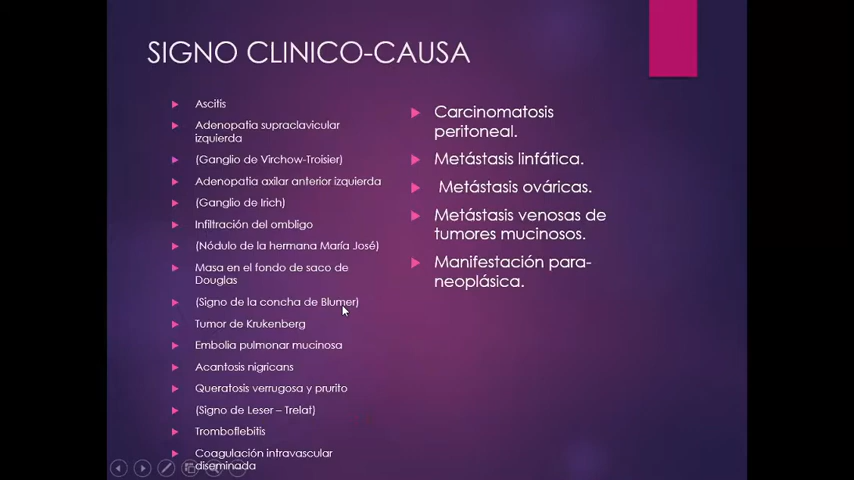 SIGNO CLINICO-CAUSA
Ascitis
Adenopatia supraclavicular
izquierda
(Ganglio de Virchow-Troisier)
Adenopatia axilar anterior izquierda
(Ganglio de Irich)
Infiltración del ombligo
(Nódulo de la hermana María José)
Masa en el fondo de saco de
Douglas
(Signo de la concha de Blumer)
Tumor de Krukenberg
Embolia pulmonar mucinosa
Acantosis nigricans
Queratosis verrugosa y prurito
(Signo de Leser – Trelat)
Tromboflebitis
Coagulación intravascular
diseminada
Carcinomatosis
peritoneal.
Metástasis linfática.
Metástasis ováricas.
Metástasis venosas de
tumores mucinosos.
Manifestación para-
neoplásica.